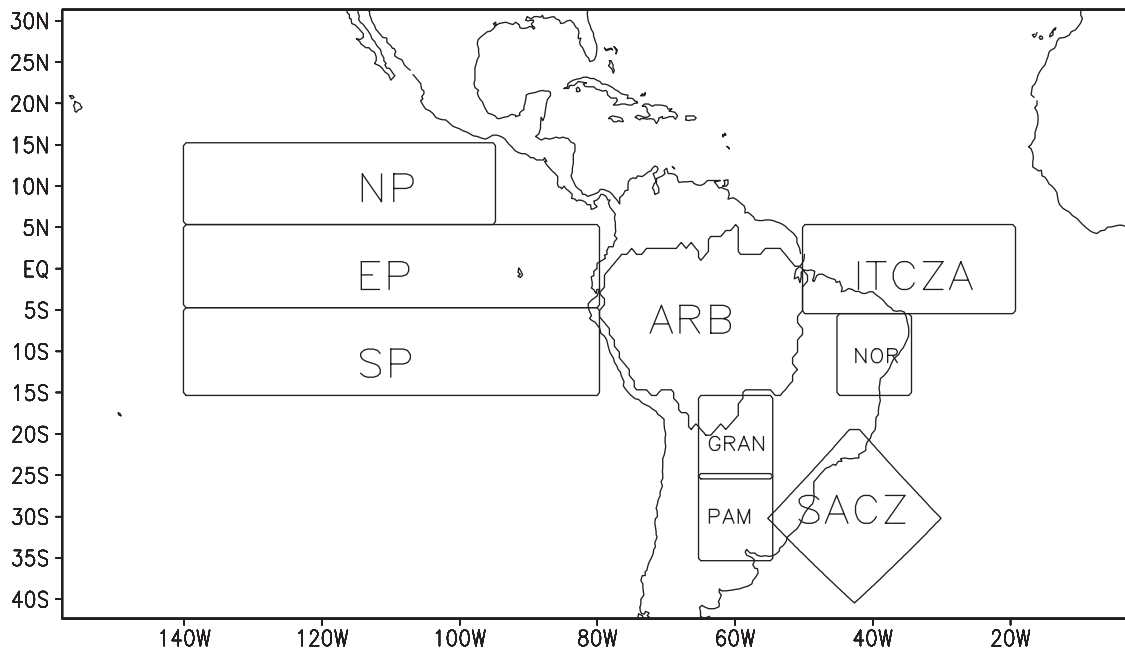 30N
25N
20N
15N
10N
5N
EQ
5S
10S
15S
20S
25S
30S
35S
40S
NP
EP
ITCZA
ARB
SP
NOR
GRAN
PAM
SACZ
140W 120W 100W 80W 60W 40W 20W